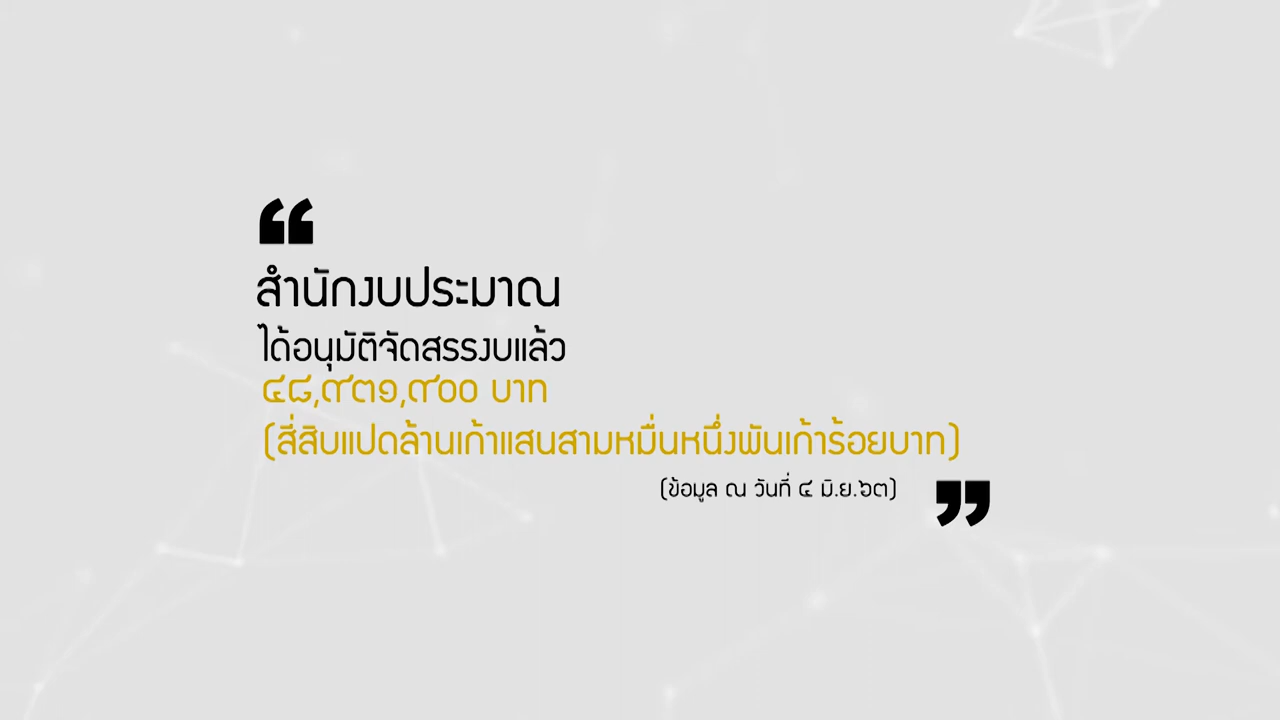 “
สำนักงบประมาณ
ได้อนุมัติจัดสรรงบแล้ว
๔๘,๙๓๑,๙๐๐ บาท
(สี่สิบแปดล้านเก้าแสนสามหมื่นหนึ่งพันเก้าร้อยบาท)
(ข้อมูล ณ วันที่ ๔ มิ.ย.๖๓)
”